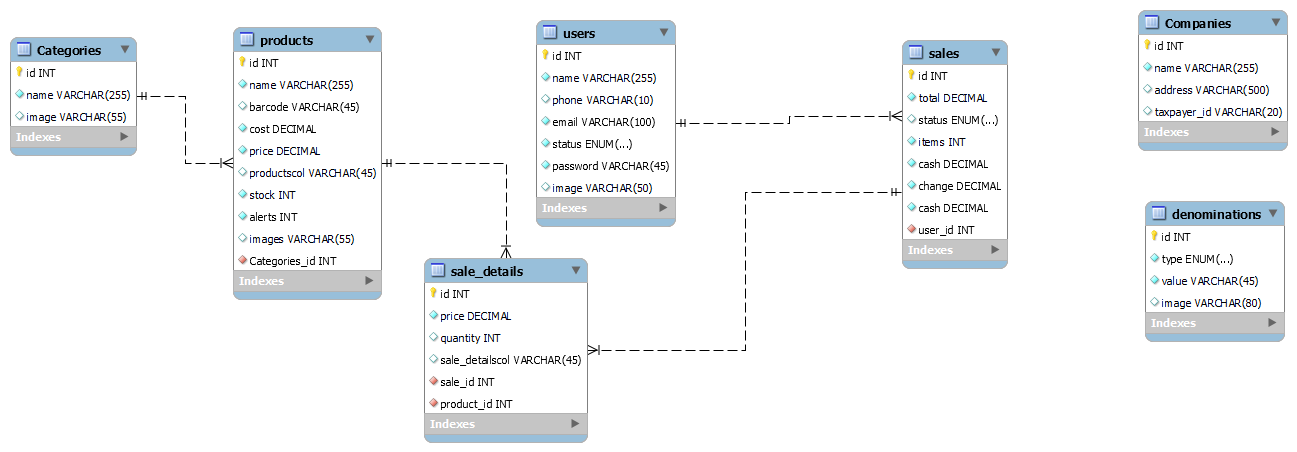 Categories
id INT
name VARCHAR(255)
image VARCHAR(55)
Indexes
products
id INT
name VARCHAR(255)
barcode VARCHAR(45)
cost DECIMAL
price DECIMAL
productscol VARCHAR(45)
stock INT
alerts INT
images VARCHAR(55)
Categories_id INT
Indexes
sale_details
id INT
price DECIMAL
quantity INT
sale_detailscol VARCHAR(45)
sale_id INT
product_id INT
Indexes
users
id INT
name VARCHAR(255)
phone VARCHAR(10)
email VARCHAR(100)
status ENUM(...)
password VARCHAR(45)
image VARCHAR(50)
Indexes
sales
id INT
total DECIMAL
status ENUM(...)
items INT
cash DECIMAL
change DECIMAL
cash DECIMAL
user_id INT
Indexes
Companies
id INT
name VARCHAR(255)
address VARCHAR(500)
taxpayer_id VARCHAR(20)
Indexes
denominations
id INT
type ENUM(...)
value VARCHAR(45)
image VARCHAR(80)
Indexes